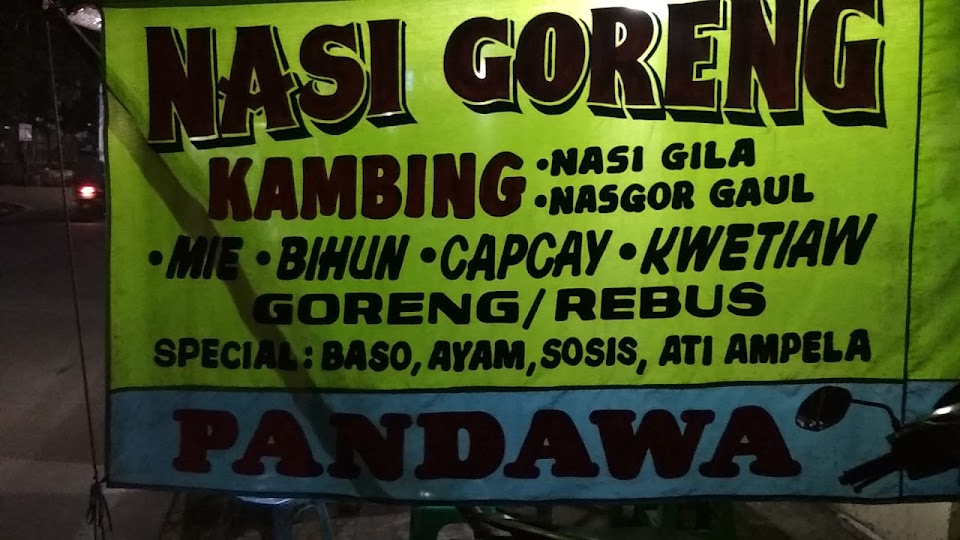 NASI GORENG
KAMBING
•NASI GILA
•NASGOR GAUL
•MIE •BIHUN •CAPCAY •KWETIAW
GORENG/REBUS
SPECIAL: BASO, AYAM, SOSIS, ATI AMPELA
PANDAWA